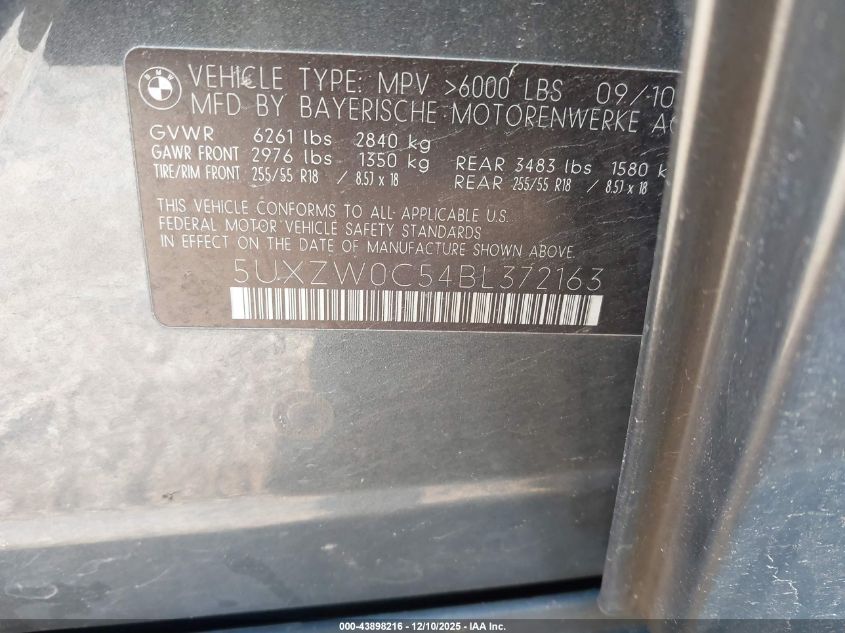 BMW
VEHICLE TYPE: MPV >6000 LBS 09/10
MFD BY BAYERISCHE MOTORENWERKE AG
GVWR 6261 lbs 2840 kg
GAWR FRONT 2976 lbs 1350 kg REAR 3483 lbs 1580 k
TIRE/RIM FRONT 255/55 R18 / 8.5J x 18 REAR 255/55 R18 / 8.5J x 18
THIS VEHICLE CONFORMS TO ALL APPLICABLE U.S.
FEDERAL MOTOR VEHICLE SAFETY STANDARDS
IN EFFECT ON THE DATE OF MANUFACTURE SHOWN ABOVE.
5UXZW0C54BL372163
000-43898216 - 12/10/2025 - IAA Inc.